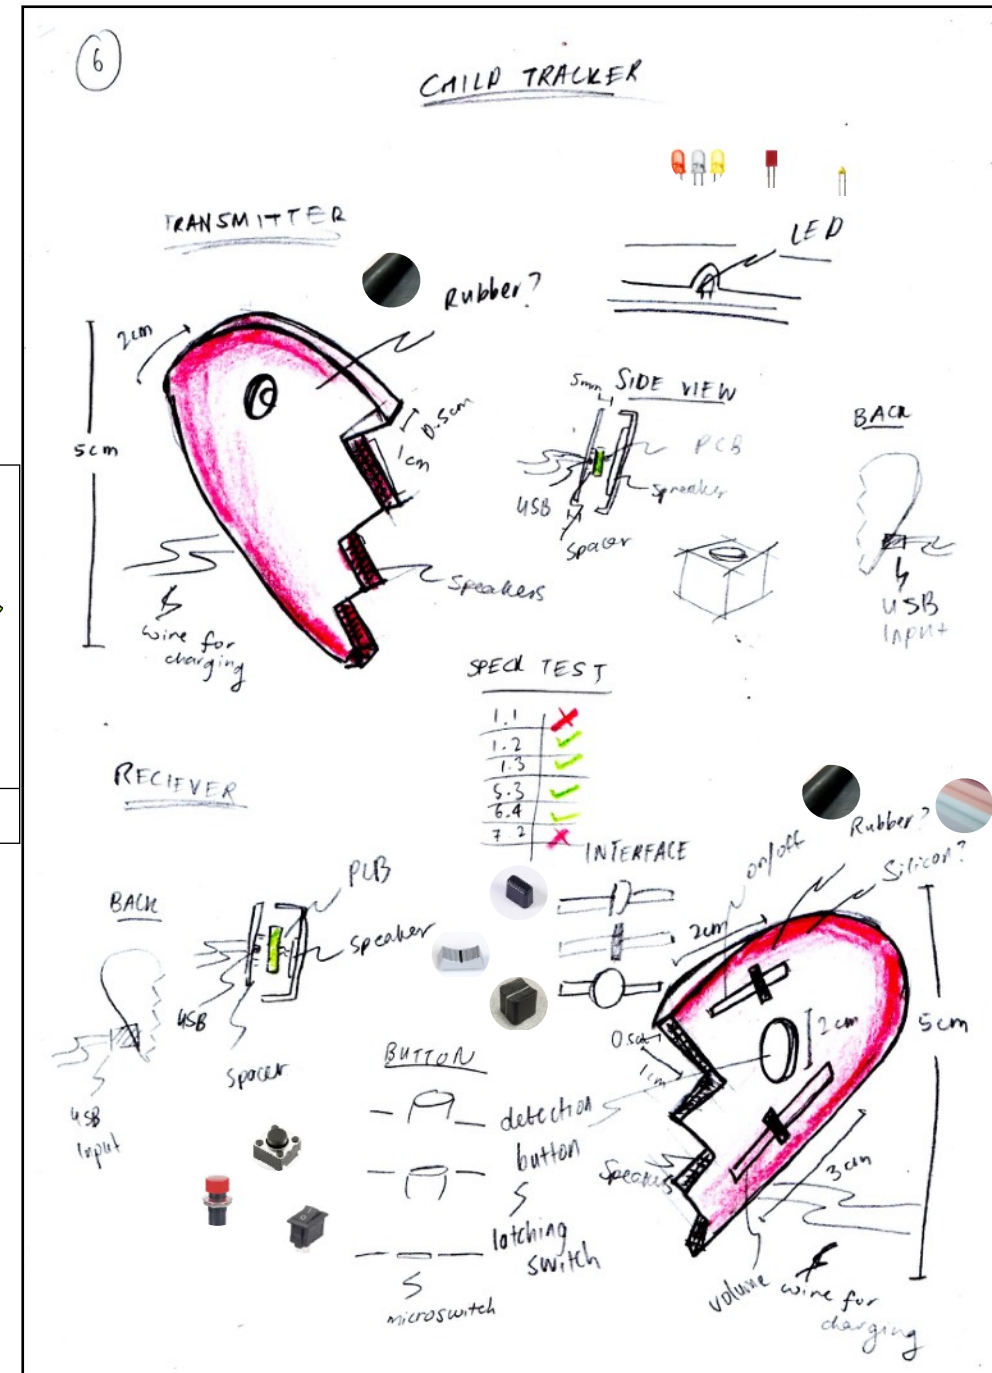 6
CHILD TRACKER
TRANSMITTER
LED
Rubber?
2cm
0.5cm
1cm
5cm
5mm
SIDE VIEW
PCB
Spreaker
USB
Spacer
BACK
USB
Input
Speakers
wire for
charging
SPECK TEST
1.1
1.2
1.3
5.3
6.4
7.2
RECIEVER
PCB
BACK
Speaker
USB
Spacer
USB
Input
INTERFACE
on/off
Rubber?
Silicon?
2cm
0.5cm
1cm
2cm
5cm
3cm
BUTTON
detection
button
latching
switch
microswitch
Speakers
volume
wire for
charging